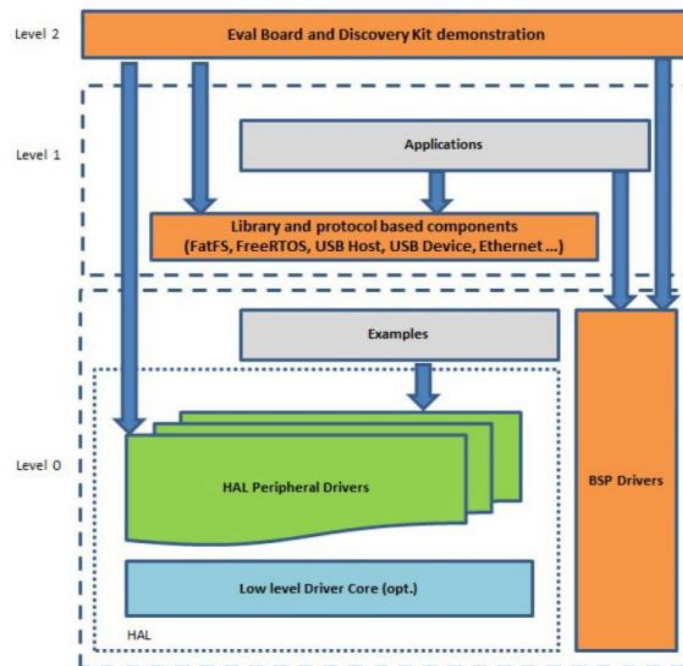 Level 2
Eval Board and Discovery Kit demonstration
Level 1
Applications
Library and protocol based components
(FatFS, FreeRTOS, USB Host, USB Device, Ethernet ...)
Examples
Level 0
HAL Peripheral Drivers
BSP Drivers
Low level Driver Core (opt.)
HAL